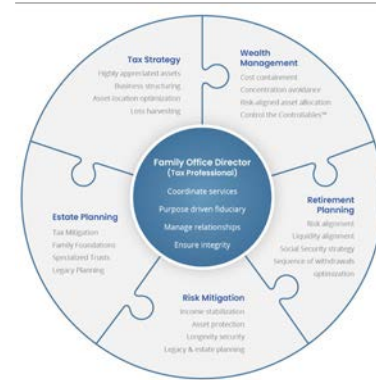 Tax Strategy
Highly appreciated assets
Business structuring
Asset location optimization
Loss harvesting
Wealth
Management
Cost containment
Concentration avoidance
Risk-aligned asset allocation
Control the Controllables℠
Family Office Director
(Tax Professional)
Coordinate services
Purpose driven fiduciary
Manage relationships
Ensure integrity
Estate Planning
Tax Mitigation
Family Foundations
Specialized Trusts
Legacy Planning
Retirement
Planning
Risk alignment
Liquidity alignment
Social Security strategy
Sequence of withdrawals
optimization
Risk Mitigation
Income stabilization
Asset protection
Longevity security
Legacy & estate planning